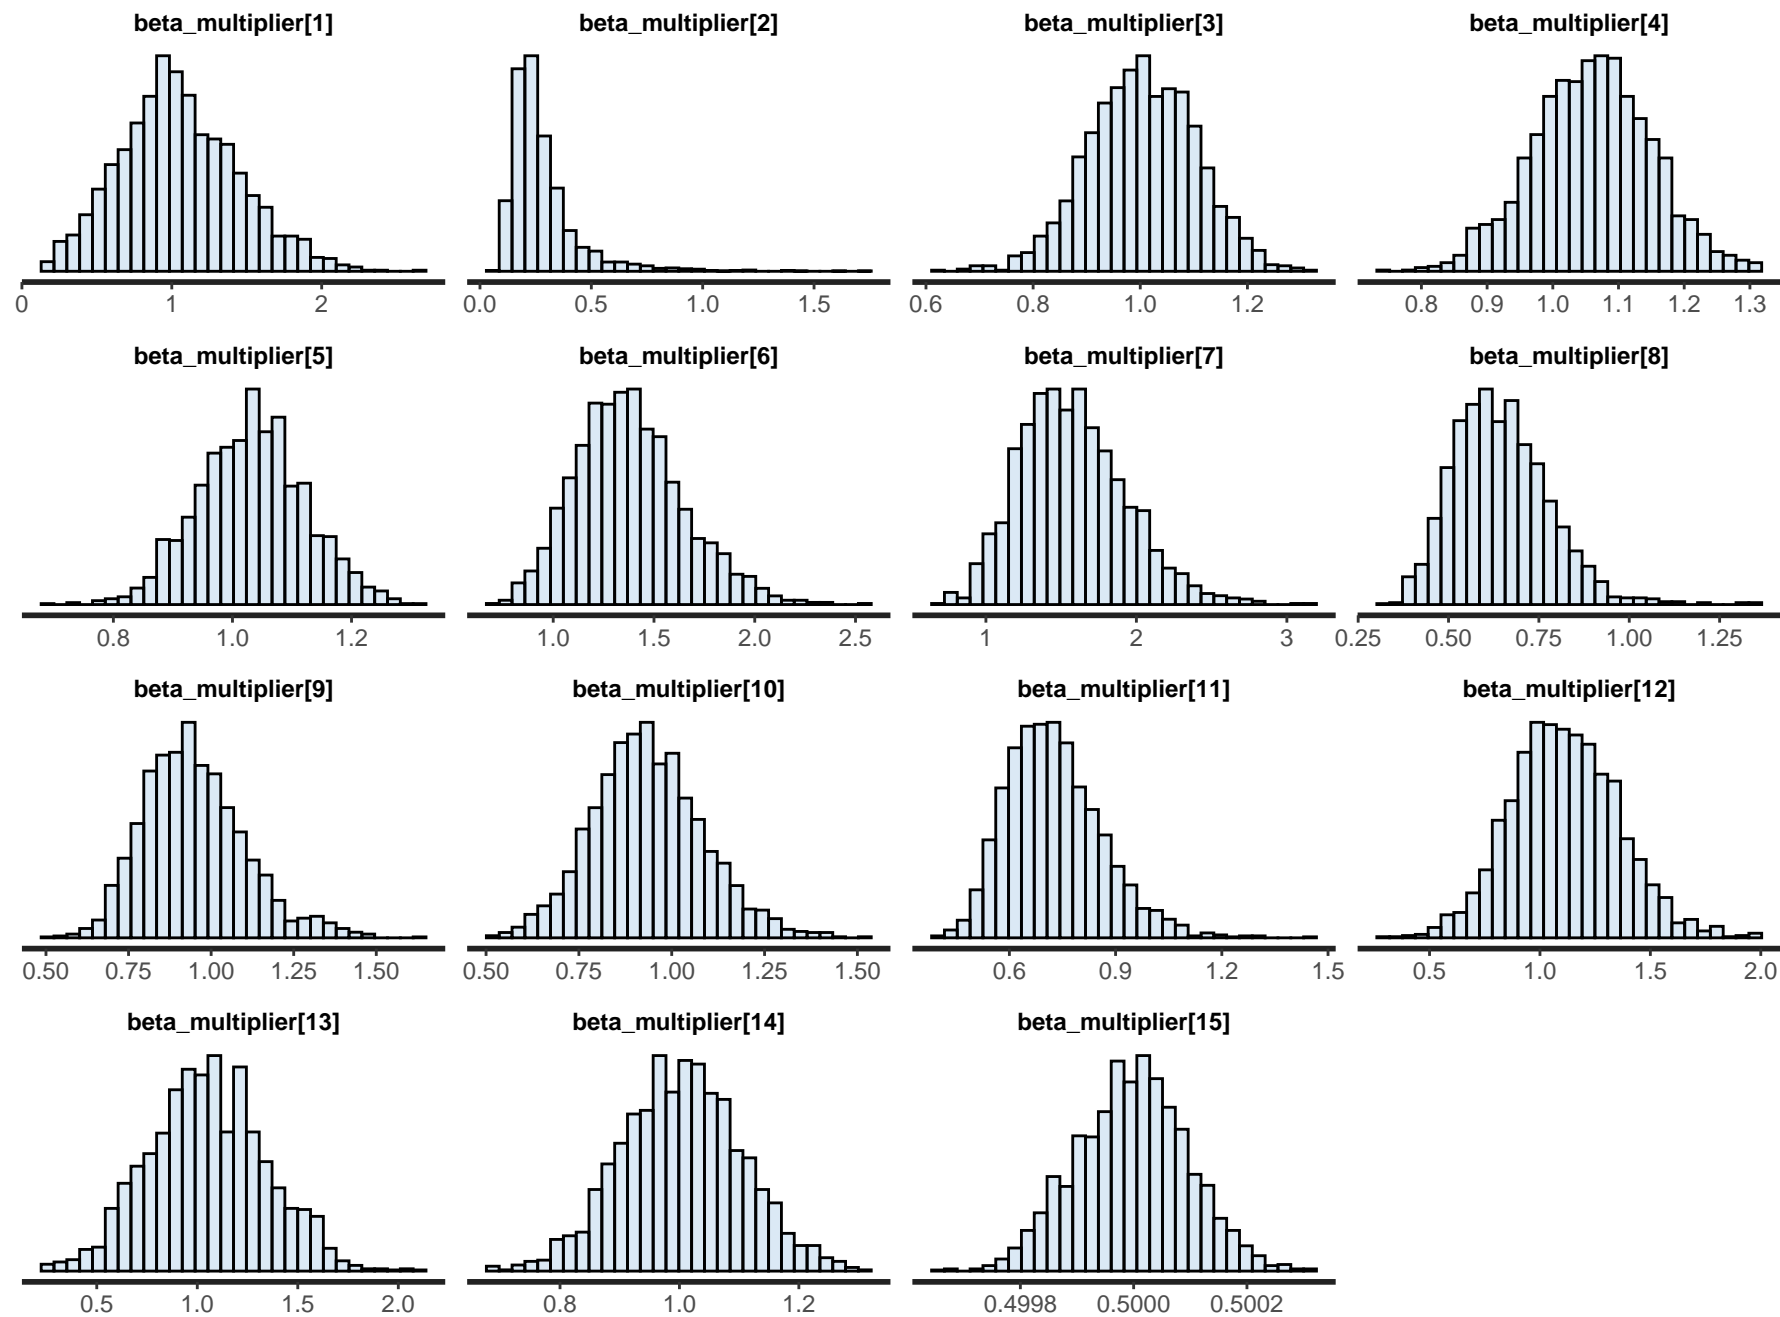 beta_multiplier[1] beta_multiplier[2] beta_multiplier[3] beta_multiplier[4]
0 1 2 0.0 0.5 1.0 1.5 0.6 0.8 1.0 1.2 0.8 0.9 1.0 1.1 1.2 1.3
beta_multiplier[5] beta_multiplier[6] beta_multiplier[7] beta_multiplier[8]
0.8 1.0 1.2 1.0 1.5 2.0 2.5 1 2 3 0.25 0.50 0.75 1.00 1.25
beta_multiplier[9] beta_multiplier[10] beta_multiplier[11] beta_multiplier[12]
0.50 0.75 1.00 1.25 1.50 0.50 0.75 1.00 1.25 1.50 0.6 0.9 1.2 1.5 0.5 1.0 1.5 2.0
beta_multiplier[13] beta_multiplier[14] beta_multiplier[15]
0.5 1.0 1.5 2.0 0.8 1.0 1.2 0.4998 0.5000 0.5002